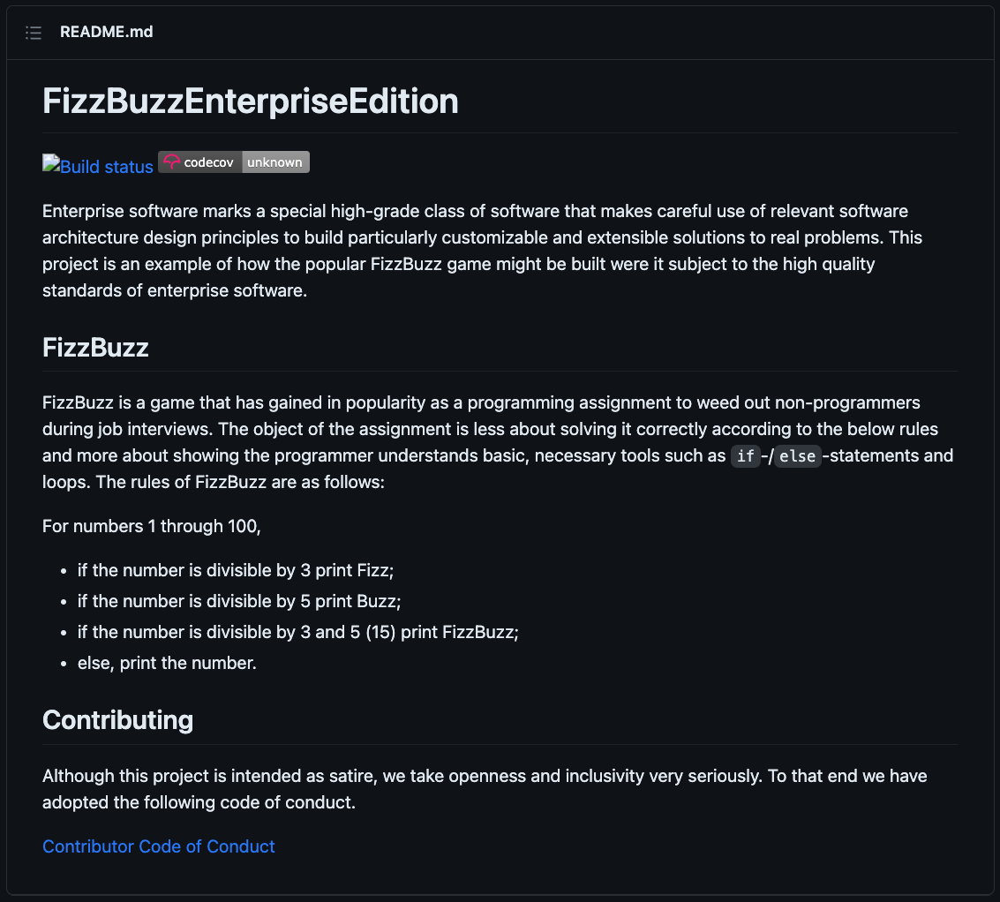 README.md
FizzBuzzEnterpriseEdition
Build status codecov unknown
Enterprise software marks a special high-grade class of software that makes careful use of relevant software
architecture design principles to build particularly customizable and extensible solutions to real problems. This
project is an example of how the popular FizzBuzz game might be built were it subject to the high quality
standards of enterprise software.
FizzBuzz
FizzBuzz is a game that has gained in popularity as a programming assignment to weed out non-programmers
during job interviews. The object of the assignment is less about solving it correctly according to the below rules
and more about showing the programmer understands basic, necessary tools such as if-/else-statements and
loops. The rules of FizzBuzz are as follows:
For numbers 1 through 100,
• if the number is divisible by 3 print Fizz;
• if the number is divisible by 5 print Buzz;
• if the number is divisible by 3 and 5 (15) print FizzBuzz;
• else, print the number.
Contributing
Although this project is intended as satire, we take openness and inclusivity very seriously. To that end we have
adopted the following code of conduct.
Contributor Code of Conduct